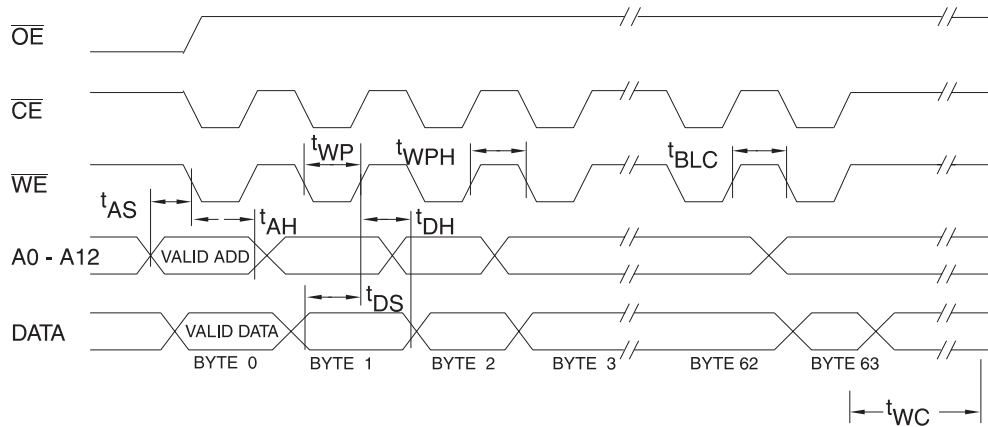 OE
CE
tWP
tWPH
tBLC
WE
tAS
tAH
tDH
A0 - A12
VALID ADD
tDS
DATA
VALID DATA
BYTE 0
BYTE 1
BYTE 2
BYTE 3
BYTE 62
BYTE 63
tWC